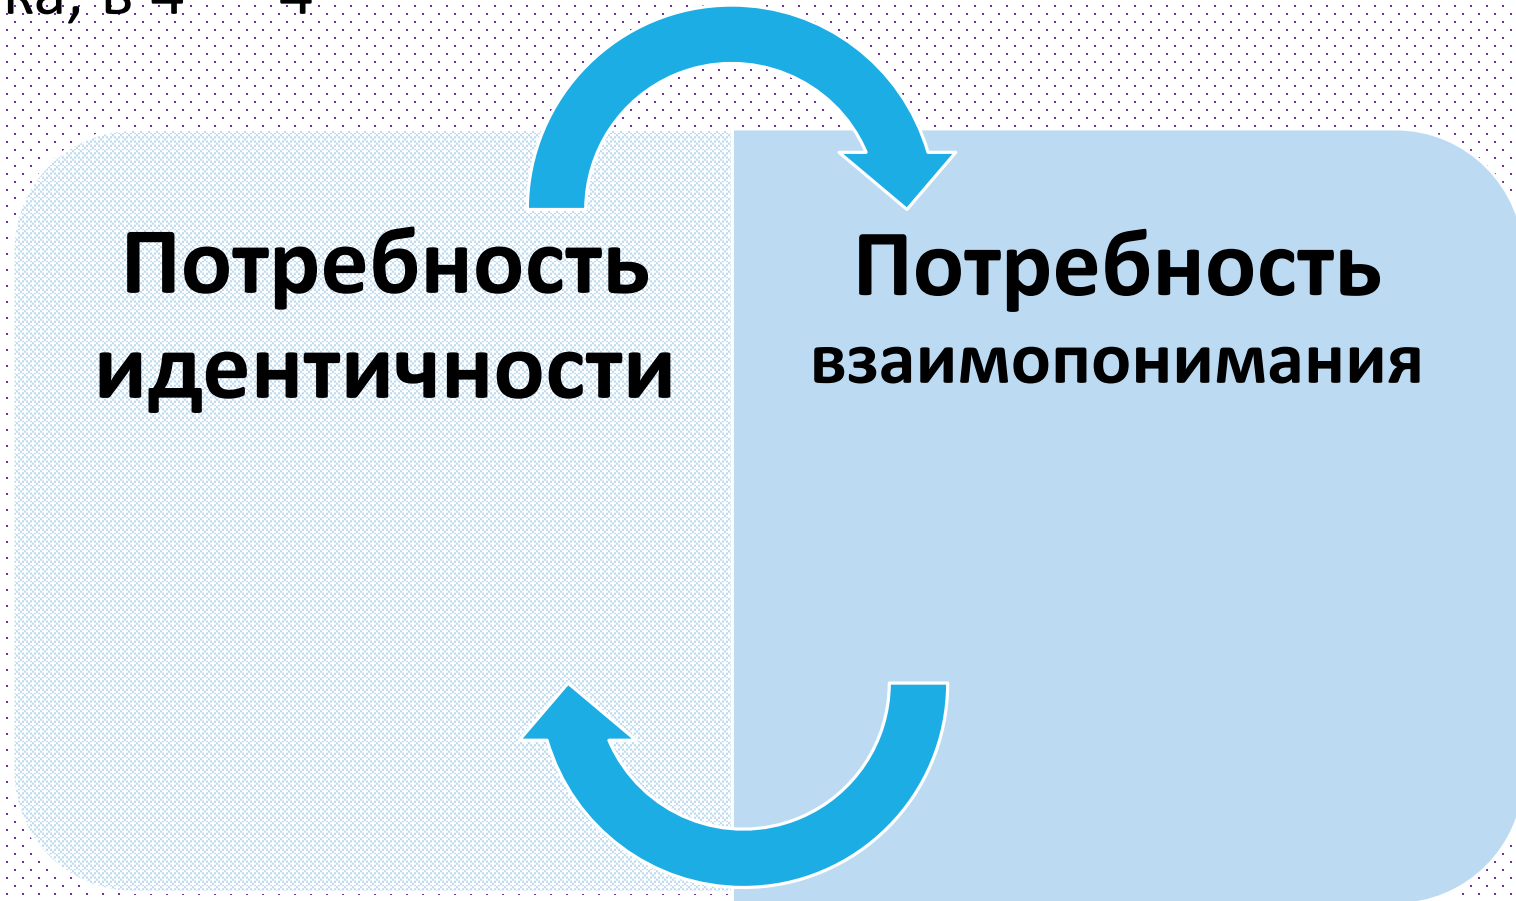 Потребность
идентичности
Потребность
взаимопонимания